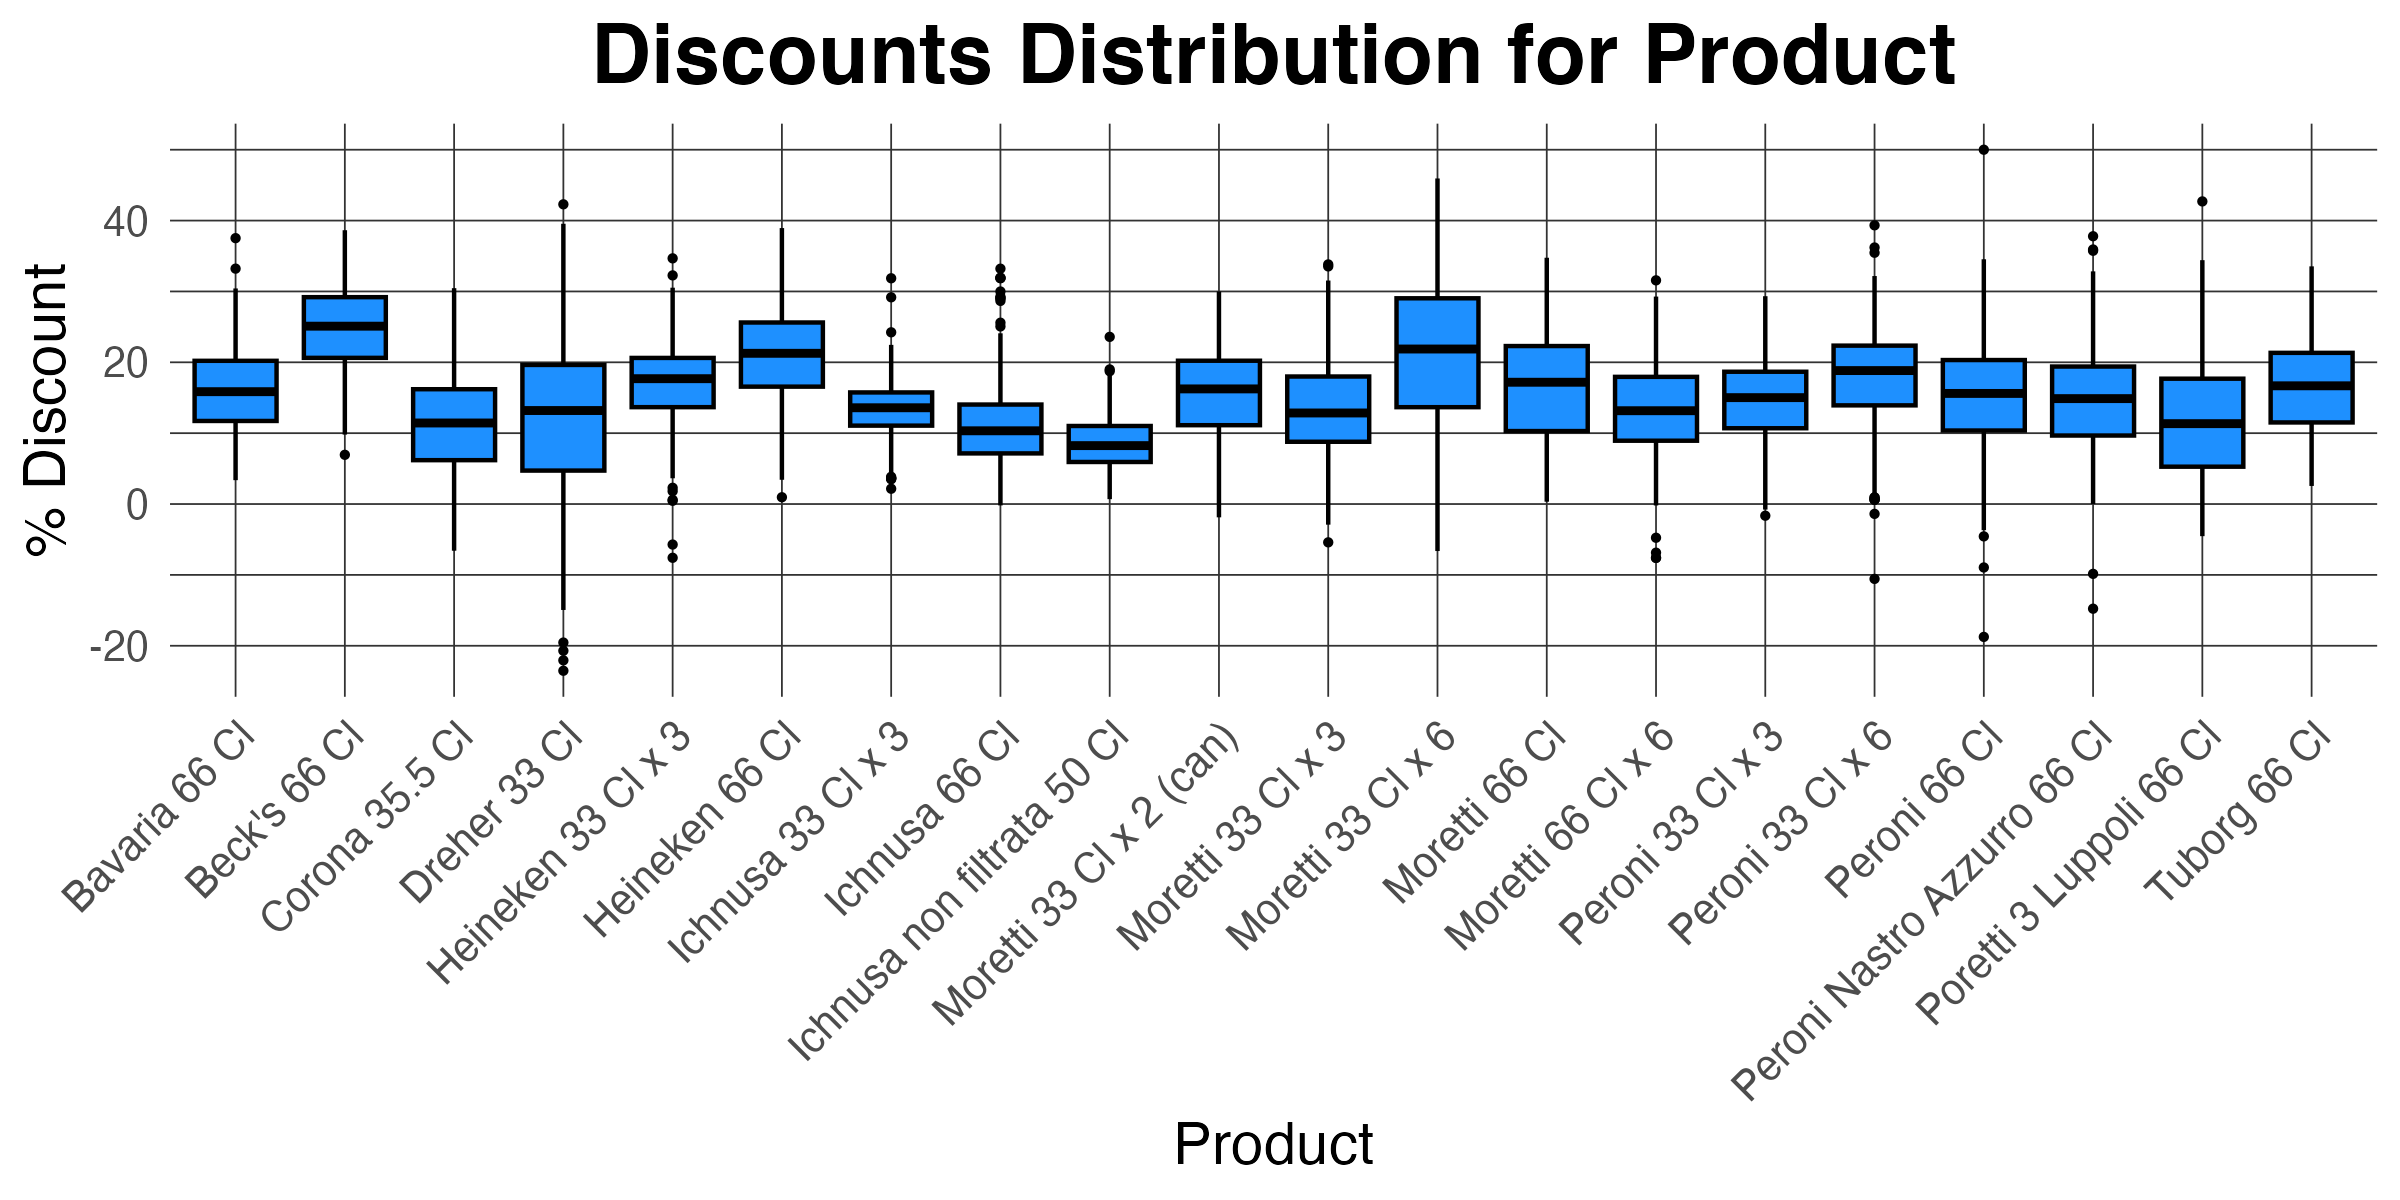 Discounts Distribution for Product
% Discount
40
20
0
-20
Bavaria 66 Cl
Beck's 66 Cl
Corona 35.5 Cl
Dreher 33 Cl
Heineken 33 Cl x 3
Heineken 66 Cl
Ichnusa 33 Cl x 3
Ichnusa 66 Cl
Ichnusa non filtrata 50 Cl
Moretti 33 Cl x 2 (can)
Moretti 33 Cl x 3
Moretti 33 Cl x 6
Moretti 66 Cl
Moretti 66 Cl x 6
Peroni 33 Cl x 3
Peroni 33 Cl x 6
Peroni 66 Cl
Peroni Nastro Azzurro 66 Cl
Poretti 3 Luppoli 66 Cl
Tuborg 66 Cl
Product